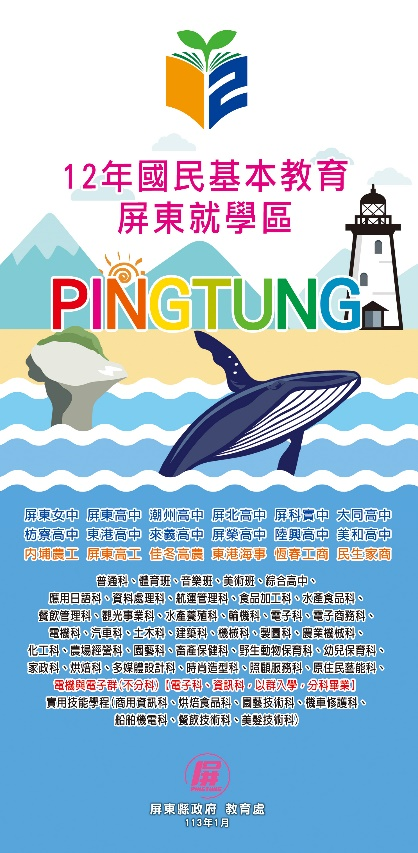 12年國民基本教育
屏東就學區
PINGTUNG
屏東女中 屏東高中 潮州高中 屏北高中 屏科實中 大同高中
枋寮高中 東港高中 來義高中 屏榮高中 陸興高中 美和高中
內埔農工 屏東高工 佳冬高農 東港海事 恆春工商 民生家商
普通科、體育班、音樂班、美術班、綜合高中、
應用日語科、資料處理科、航運管理科、食品加工科、水產食品科、
餐飲管理科、觀光事業科、水產養殖科、輪機科、電子科、電子商務科、
電機科、汽車科、土木科、建築科、機械科、製圖科、農業機械科、
化工科、農場經營科、園藝科、畜產保健科、野生動物保育科、幼兒保育科、
家政科、烘焙科、多媒體設計科、時尚造型科、照顧服務科、原住民藝能科、
電機與電子群(不分科)【電子科、資訊科，以群入學，分科畢業】
實用技能學程(商用資訊科、烘焙食品科、園藝技術科、機車修護科、
船舶機電科、餐飲技術科、美髮技術科)
屏
屏東縣政府 教育處
113年1月